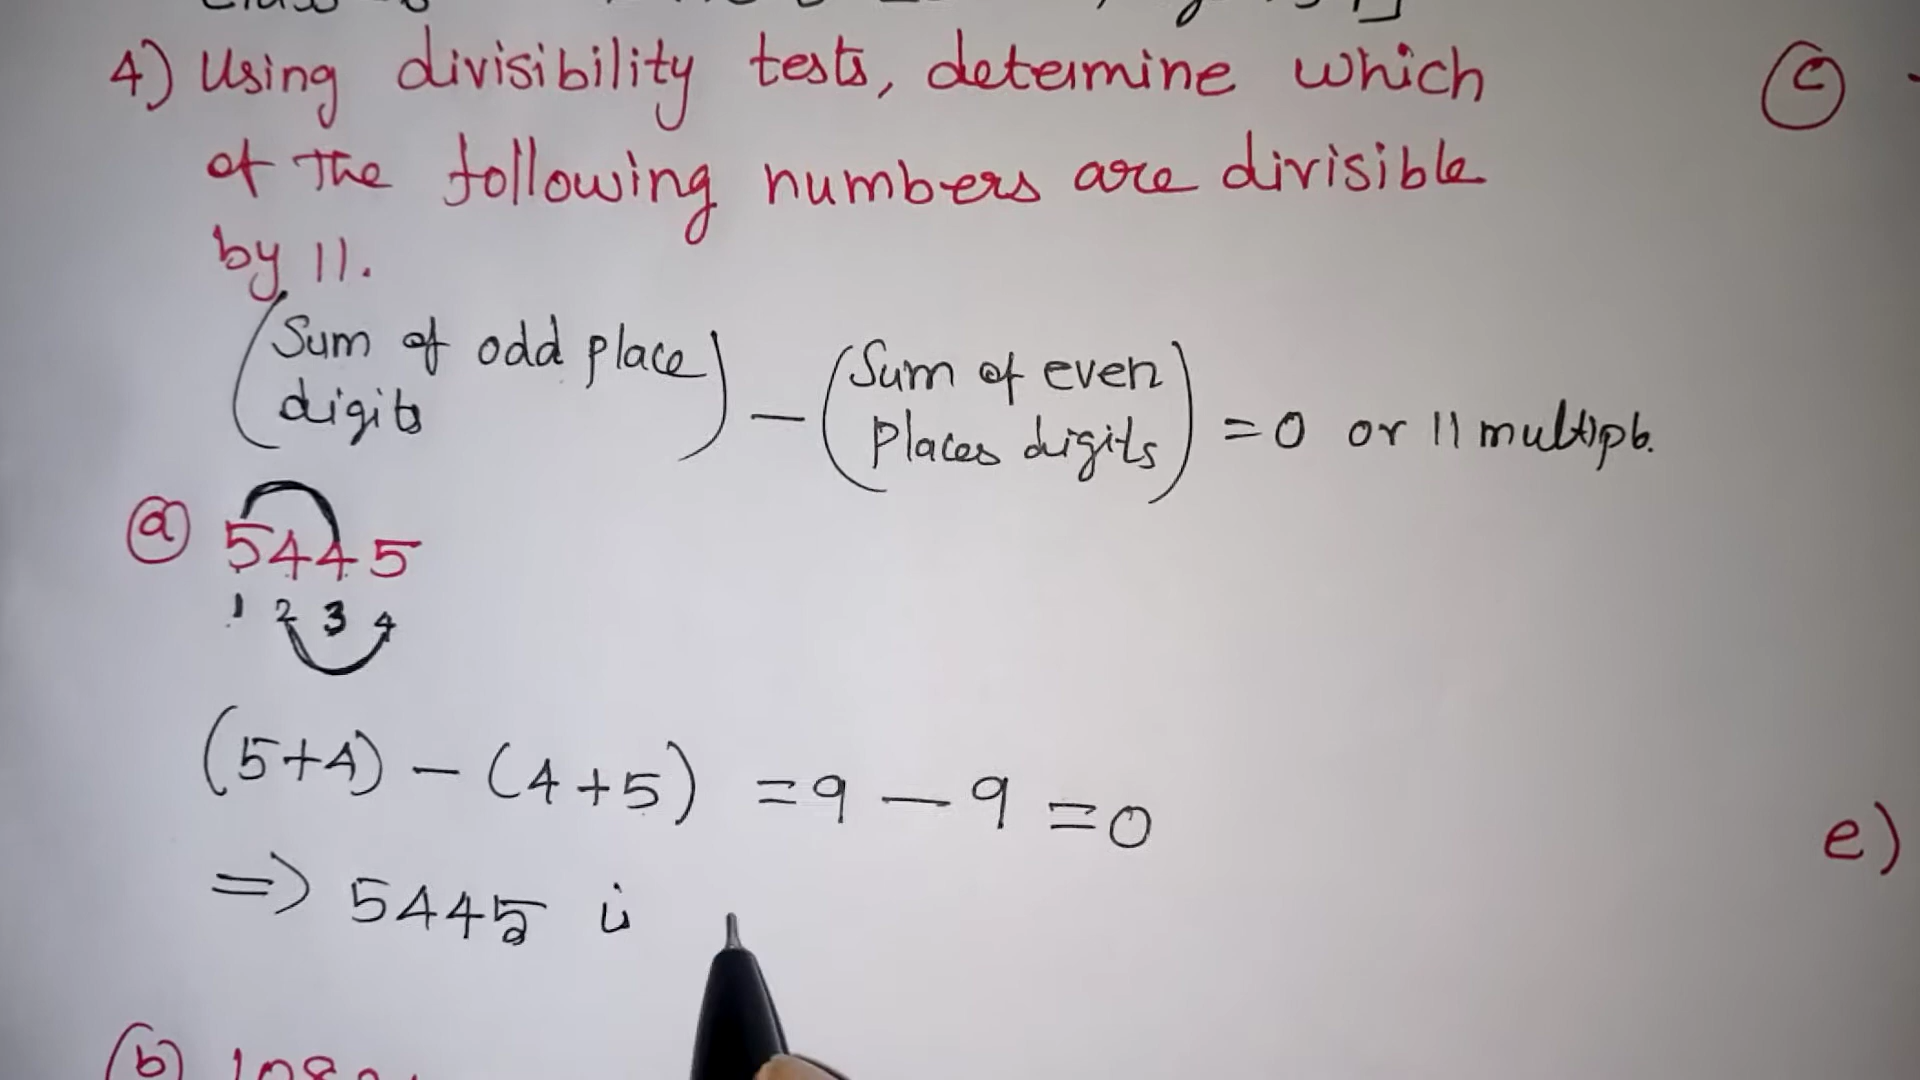 4) Using divisibility tests, determine which
of the following numbers are divisible
by 11.
(Sum of odd place digits) - (Sum of even Places digits) = 0 or 11 multiple.
(a) 5445
1 2 3 4
(5+4) - (4+5) = 9 - 9 = 0
=> 5445 is
(b)
(c)
e)